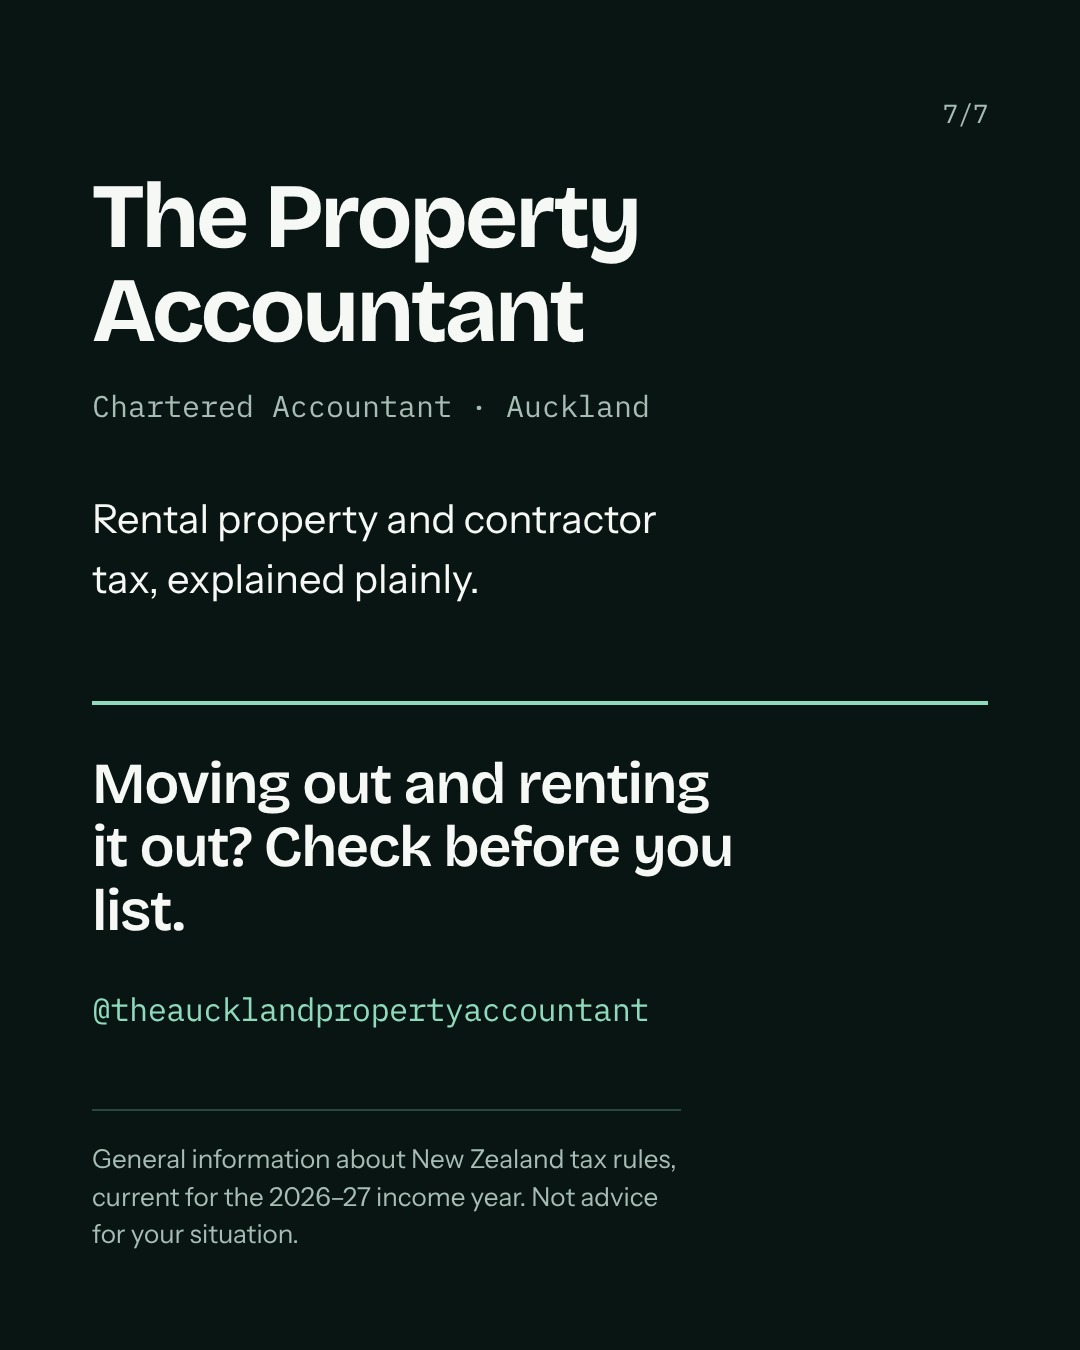 7/7
The Property
Accountant
Chartered Accountant · Auckland
Rental property and contractor
tax, explained plainly.
Moving out and renting
it out? Check before you
list.
@theaucklandpropertyaccountant
General information about New Zealand tax rules,
current for the 2026–27 income year. Not advice
for your situation.